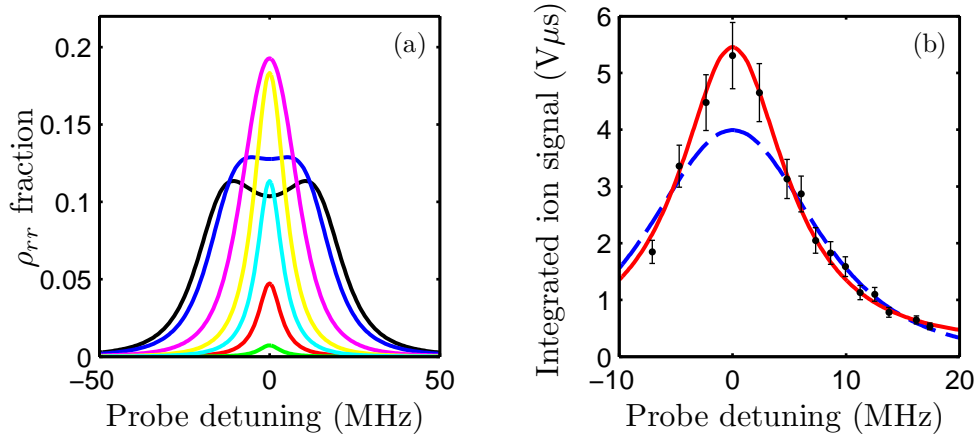 (a)
ρrr fraction
0.2
0.15
0.1
0.05
0
−50 0 50
Probe detuning (MHz)
(b)
Integrated ion signal (Vμs)
6
5
4
3
2
1
0
−10 0 10 20
Probe detuning (MHz)